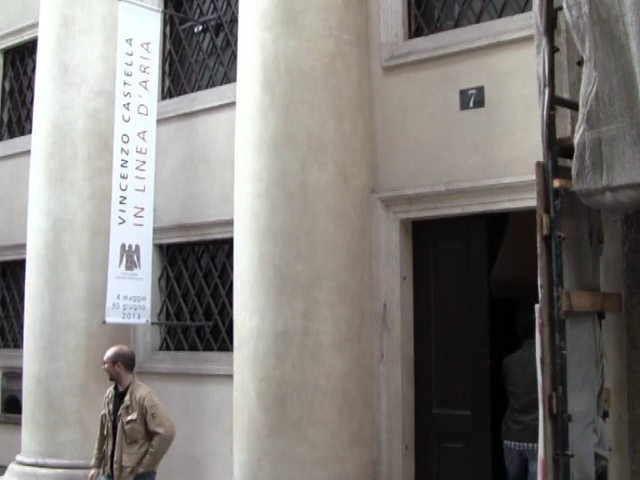 VINCENZO CASTELLA
IN LINEA D'ARIA
4 maggio
30 giugno
2013
7